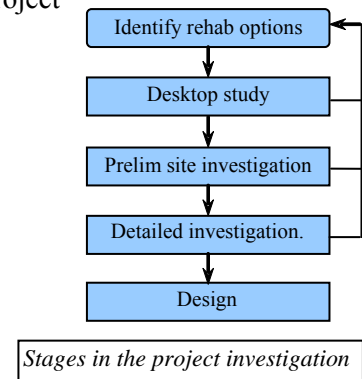 oject
Identify rehab options
Desktop study
Prelim site investigation
Detailed investigation.
Design
Stages in the project investigation